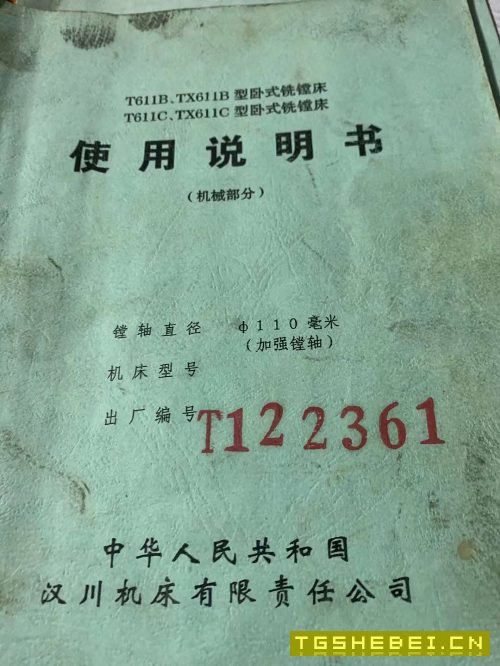 T611B、TX611B 型卧式铣镗床
T611C、TX611C 型卧式铣镗床
使用说明书
（机械部分）
镗轴直径 φ110毫米
（加强镗轴）
机床型号
出厂编号 T122361
中华人民共和国
汉川机床有限责任公司
TGSHEBEI.CN